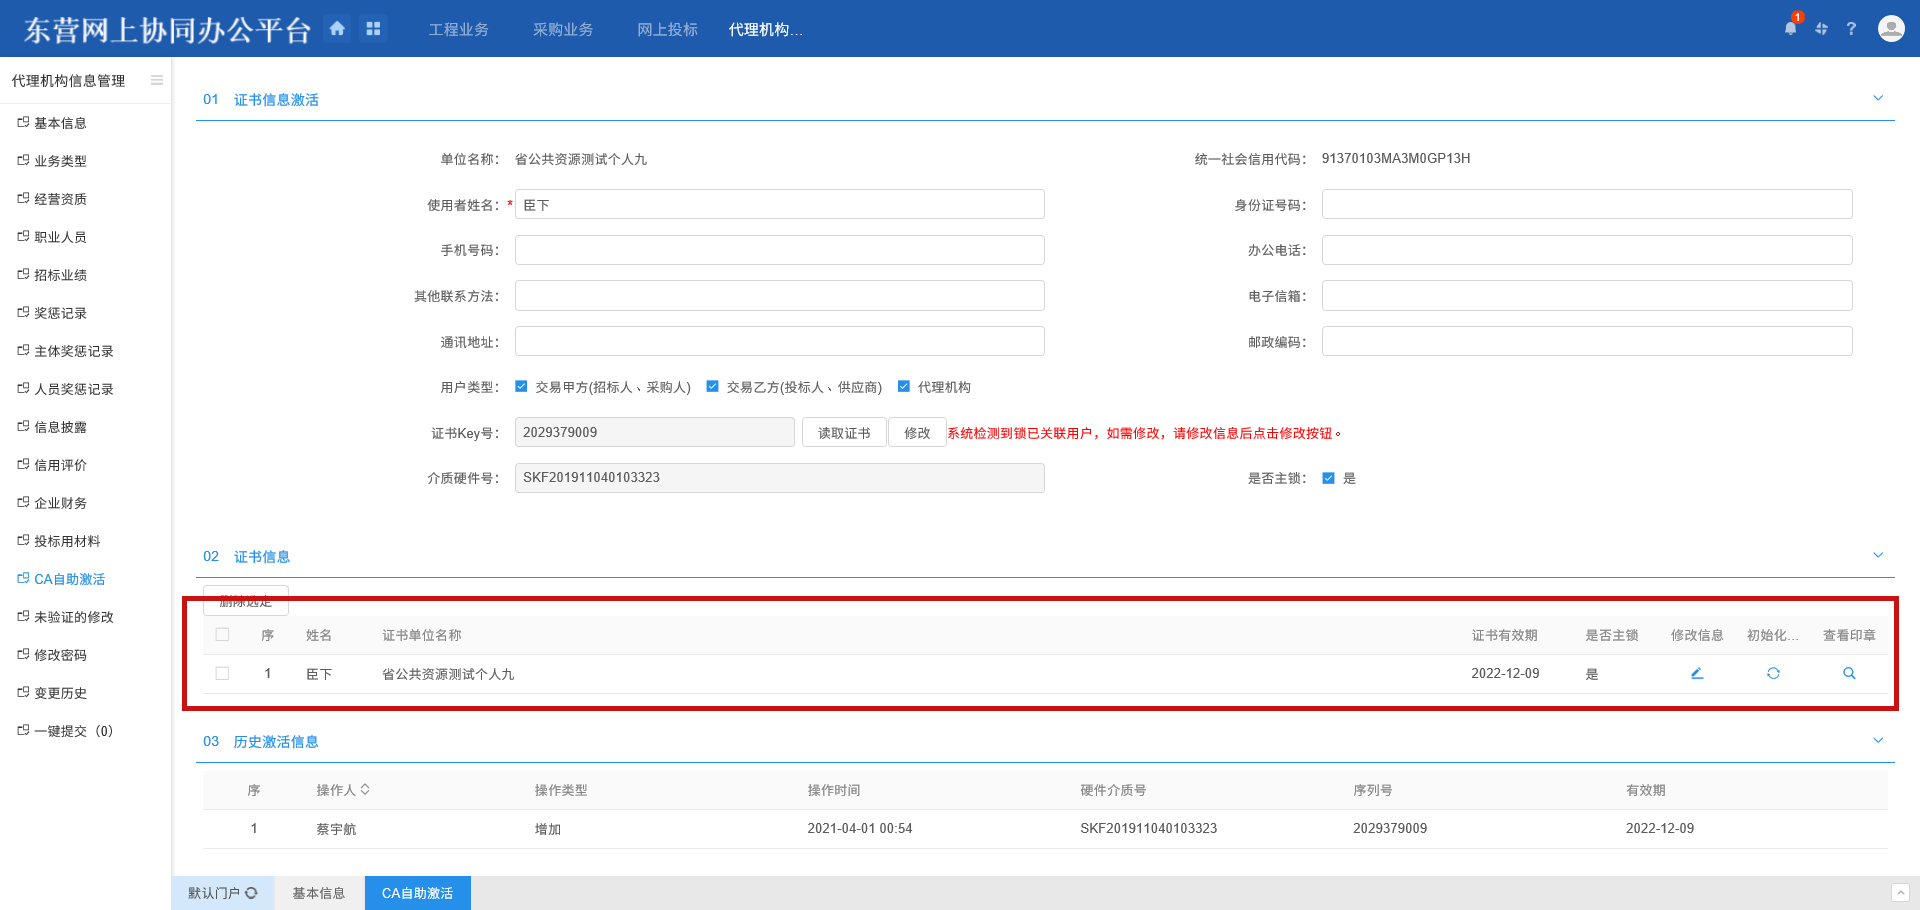 东营网上协同办公平台 工程业务 采购业务 网上投标 代理机构... 1 ?
代理机构信息管理
基本信息
业务类型
经营资质
职业人员
招标业绩
奖惩记录
主体奖惩记录
人员奖惩记录
信息披露
信用评价
企业财务
投标用材料
CA自助激活
未验证的修改
修改密码
变更历史
一键提交（0）
01 证书信息激活
单位名称： 省公共资源测试个人九 统一社会信用代码： 91370103MA3M0GP13H
使用者姓名：* 臣下 身份证号码：
手机号码： 办公电话：
其他联系方法： 电子信箱：
通讯地址： 邮政编码：
用户类型： 交易甲方(招标人、采购人) 交易乙方(投标人、供应商) 代理机构
证书Key号： 2029379009 读取证书 修改 系统检测到锁已关联用户，如需修改，请修改信息后点击修改按钮。
介质硬件号： SKF201911040103323 是否主锁： 是
02 证书信息
删除选定
序 姓名 证书单位名称 证书有效期 是否主锁 修改信息 初始化... 查看印章
1 臣下 省公共资源测试个人九 2022-12-09 是
03 历史激活信息
序 操作人 操作类型 操作时间 硬件介质号 序列号 有效期
1 蔡宇航 增加 2021-04-01 00:54 SKF201911040103323 2029379009 2022-12-09
默认门户 基本信息 CA自助激活